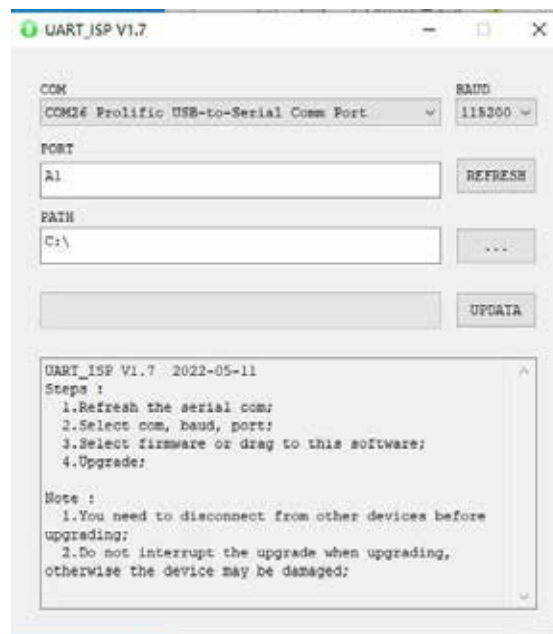 UART_ISP V1.7
COM
BAUD
COM26 Prolific USB-to-Serial Comm Port
115200
PORT
A1
REFRESH
PATH
C:\
...
UPDATA
UART_ISP V1.7 2022-05-11
Steps :
1.Refresh the serial com;
2.Select com, baud, port;
3.Select firmware or drag to this software;
4.Upgrade;
Note :
1.You need to disconnect from other devices before
upgrading;
2.Do not interrupt the upgrade when upgrading,
otherwise the device may be damaged;